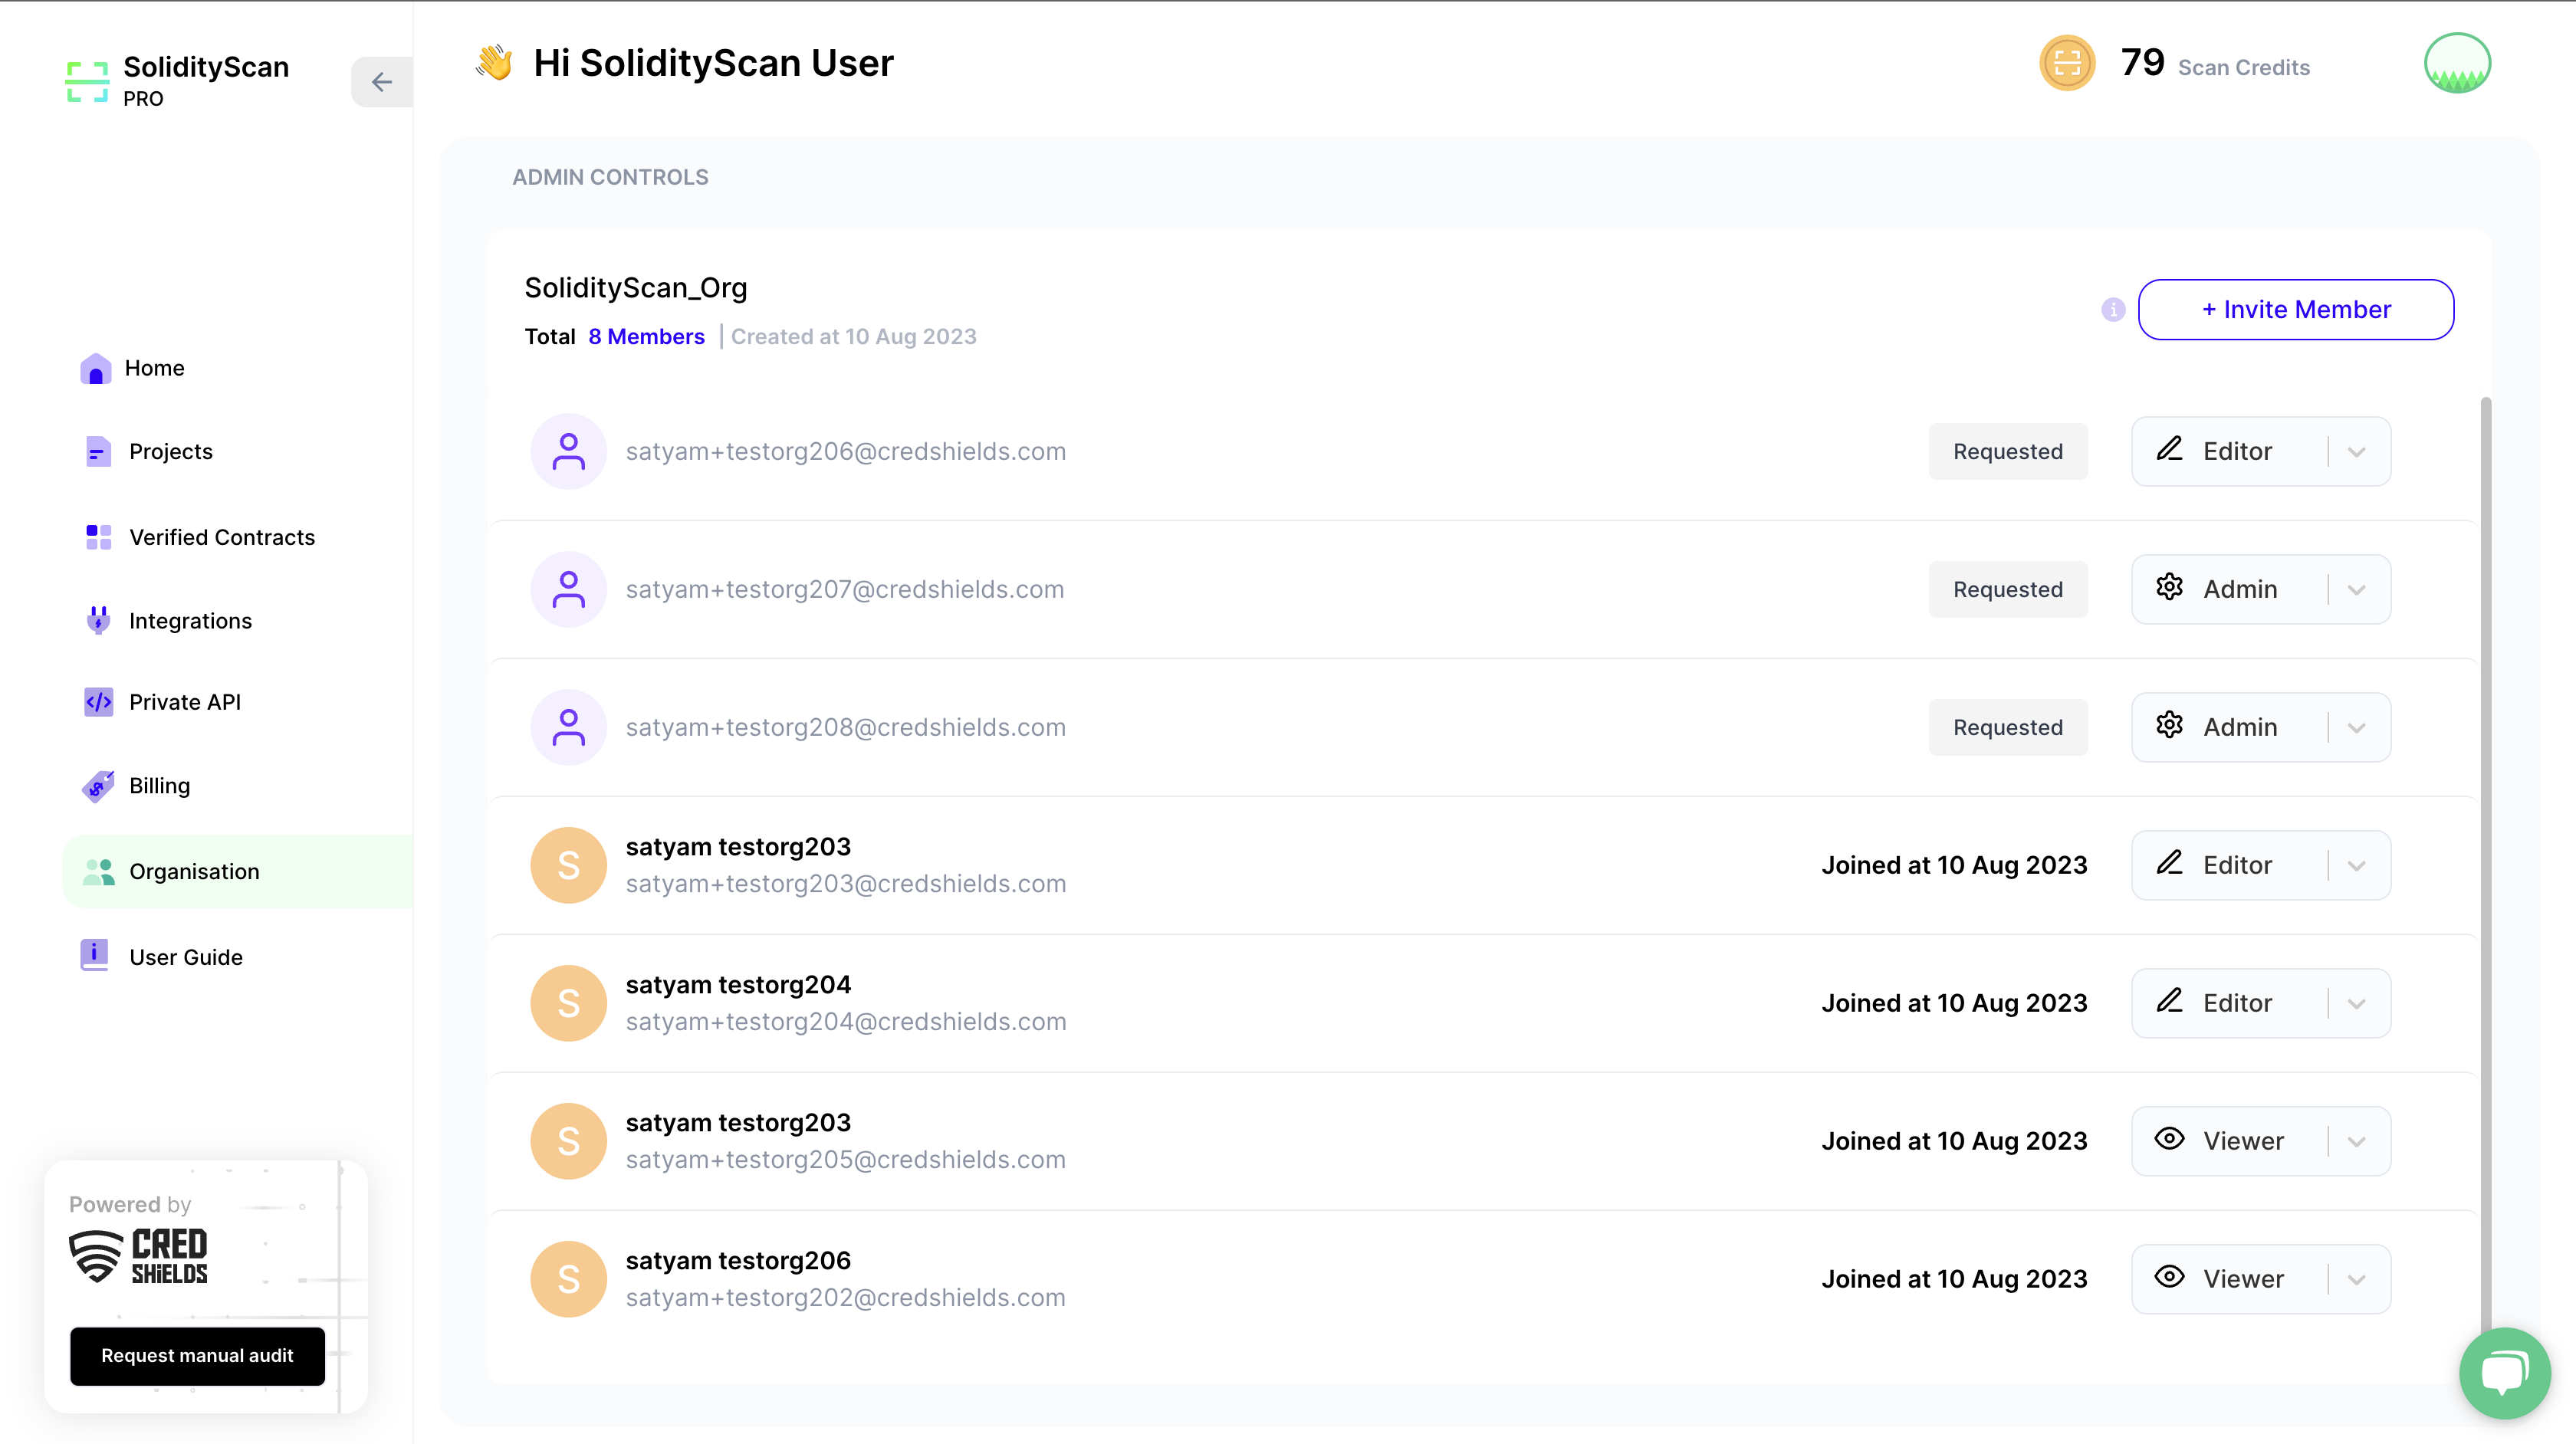 SolidityScan
PRO
Hi SolidityScan User
79 Scan Credits
ADMIN CONTROLS
SolidityScan_Org
Total 8 Members | Created at 10 Aug 2023
+ Invite Member
Home
Projects
Verified Contracts
Integrations
Private API
Billing
Organisation
User Guide
satyam+testorg206@credshields.com Requested Editor
satyam+testorg207@credshields.com Requested Admin
satyam+testorg208@credshields.com Requested Admin
S
satyam testorg203
satyam+testorg203@credshields.com
Joined at 10 Aug 2023 Editor
S
satyam testorg204
satyam+testorg204@credshields.com
Joined at 10 Aug 2023 Editor
S
satyam testorg203
satyam+testorg205@credshields.com
Joined at 10 Aug 2023 Viewer
S
satyam testorg206
satyam+testorg202@credshields.com
Joined at 10 Aug 2023 Viewer
Powered by
CRED
SHiELDS
Request manual audit